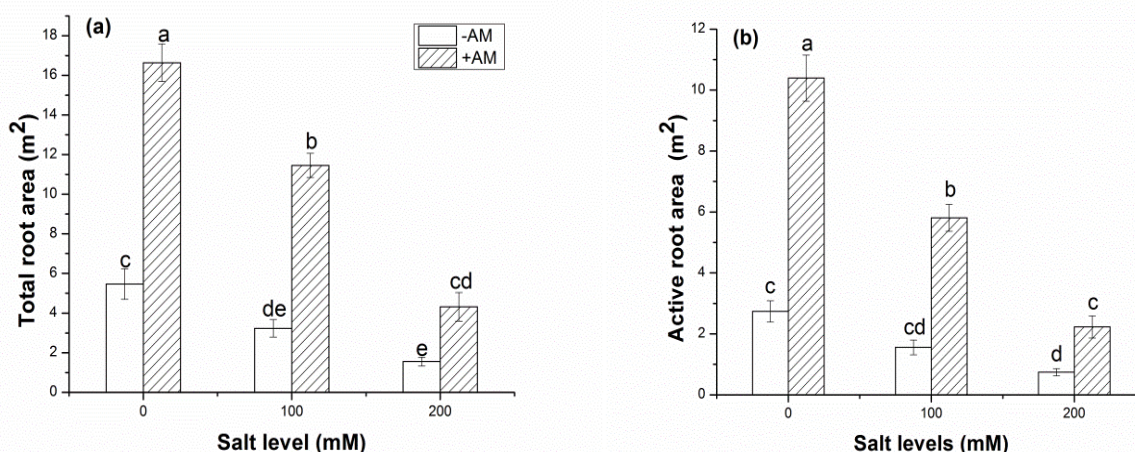 (a)
-AM
+AM
Total root area (m²)
18
16
14
12
10
8
6
4
2
0
a
b
c
cd
de
e
0 100 200
Salt level (mM)
(b)
Active root area (m²)
12
10
8
6
4
2
0
a
b
c
cd
c
d
0 100 200
Salt levels (mM)